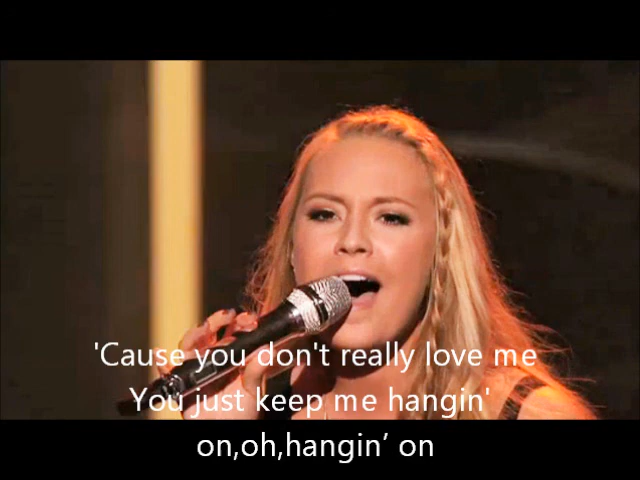 'Cause you don't really love me
You just keep me hangin'
on,oh,hangin’ on